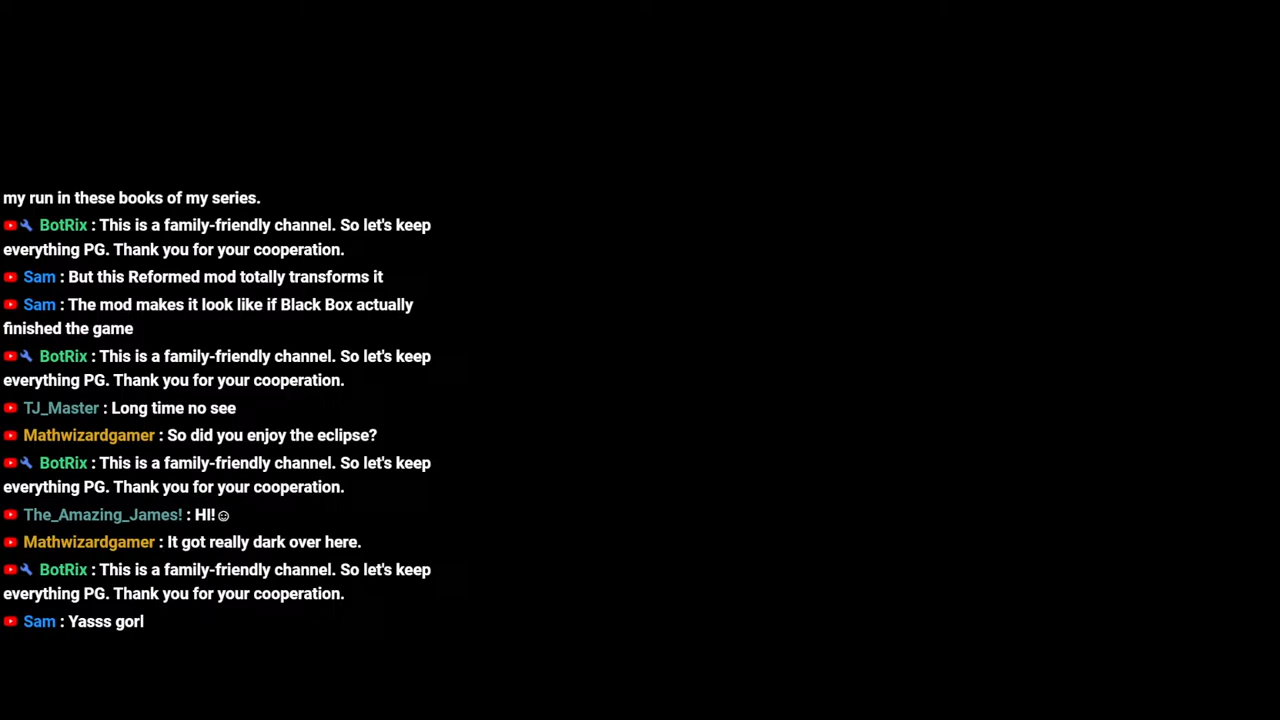 my run in these books of my series.
BotRix : This is a family-friendly channel. So let's keep
everything PG. Thank you for your cooperation.
Sam : But this Reformed mod totally transforms it
Sam : The mod makes it look like if Black Box actually
finished the game
BotRix : This is a family-friendly channel. So let's keep
everything PG. Thank you for your cooperation.
TJ_Master : Long time no see
Mathwizardgamer : So did you enjoy the eclipse?
BotRix : This is a family-friendly channel. So let's keep
everything PG. Thank you for your cooperation.
The_Amazing_James! : HI!☺
Mathwizardgamer : It got really dark over here.
BotRix : This is a family-friendly channel. So let's keep
everything PG. Thank you for your cooperation.
Sam : Yasss gorl